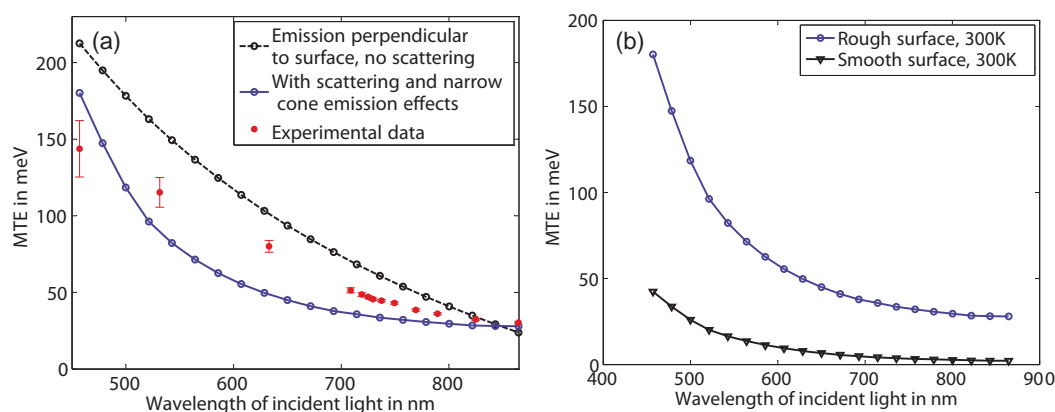 (a)
Emission perpendicular
to surface, no scattering
With scattering and narrow
cone emission effects
Experimental data
MTE in meV
200
150
100
50
0
500
600
700
800
Wavelength of incident light in nm
(b)
Rough surface, 300K
Smooth surface, 300K
MTE in meV
200
150
100
50
0
400
500
600
700
800
900
Wavelength of incident light in nm